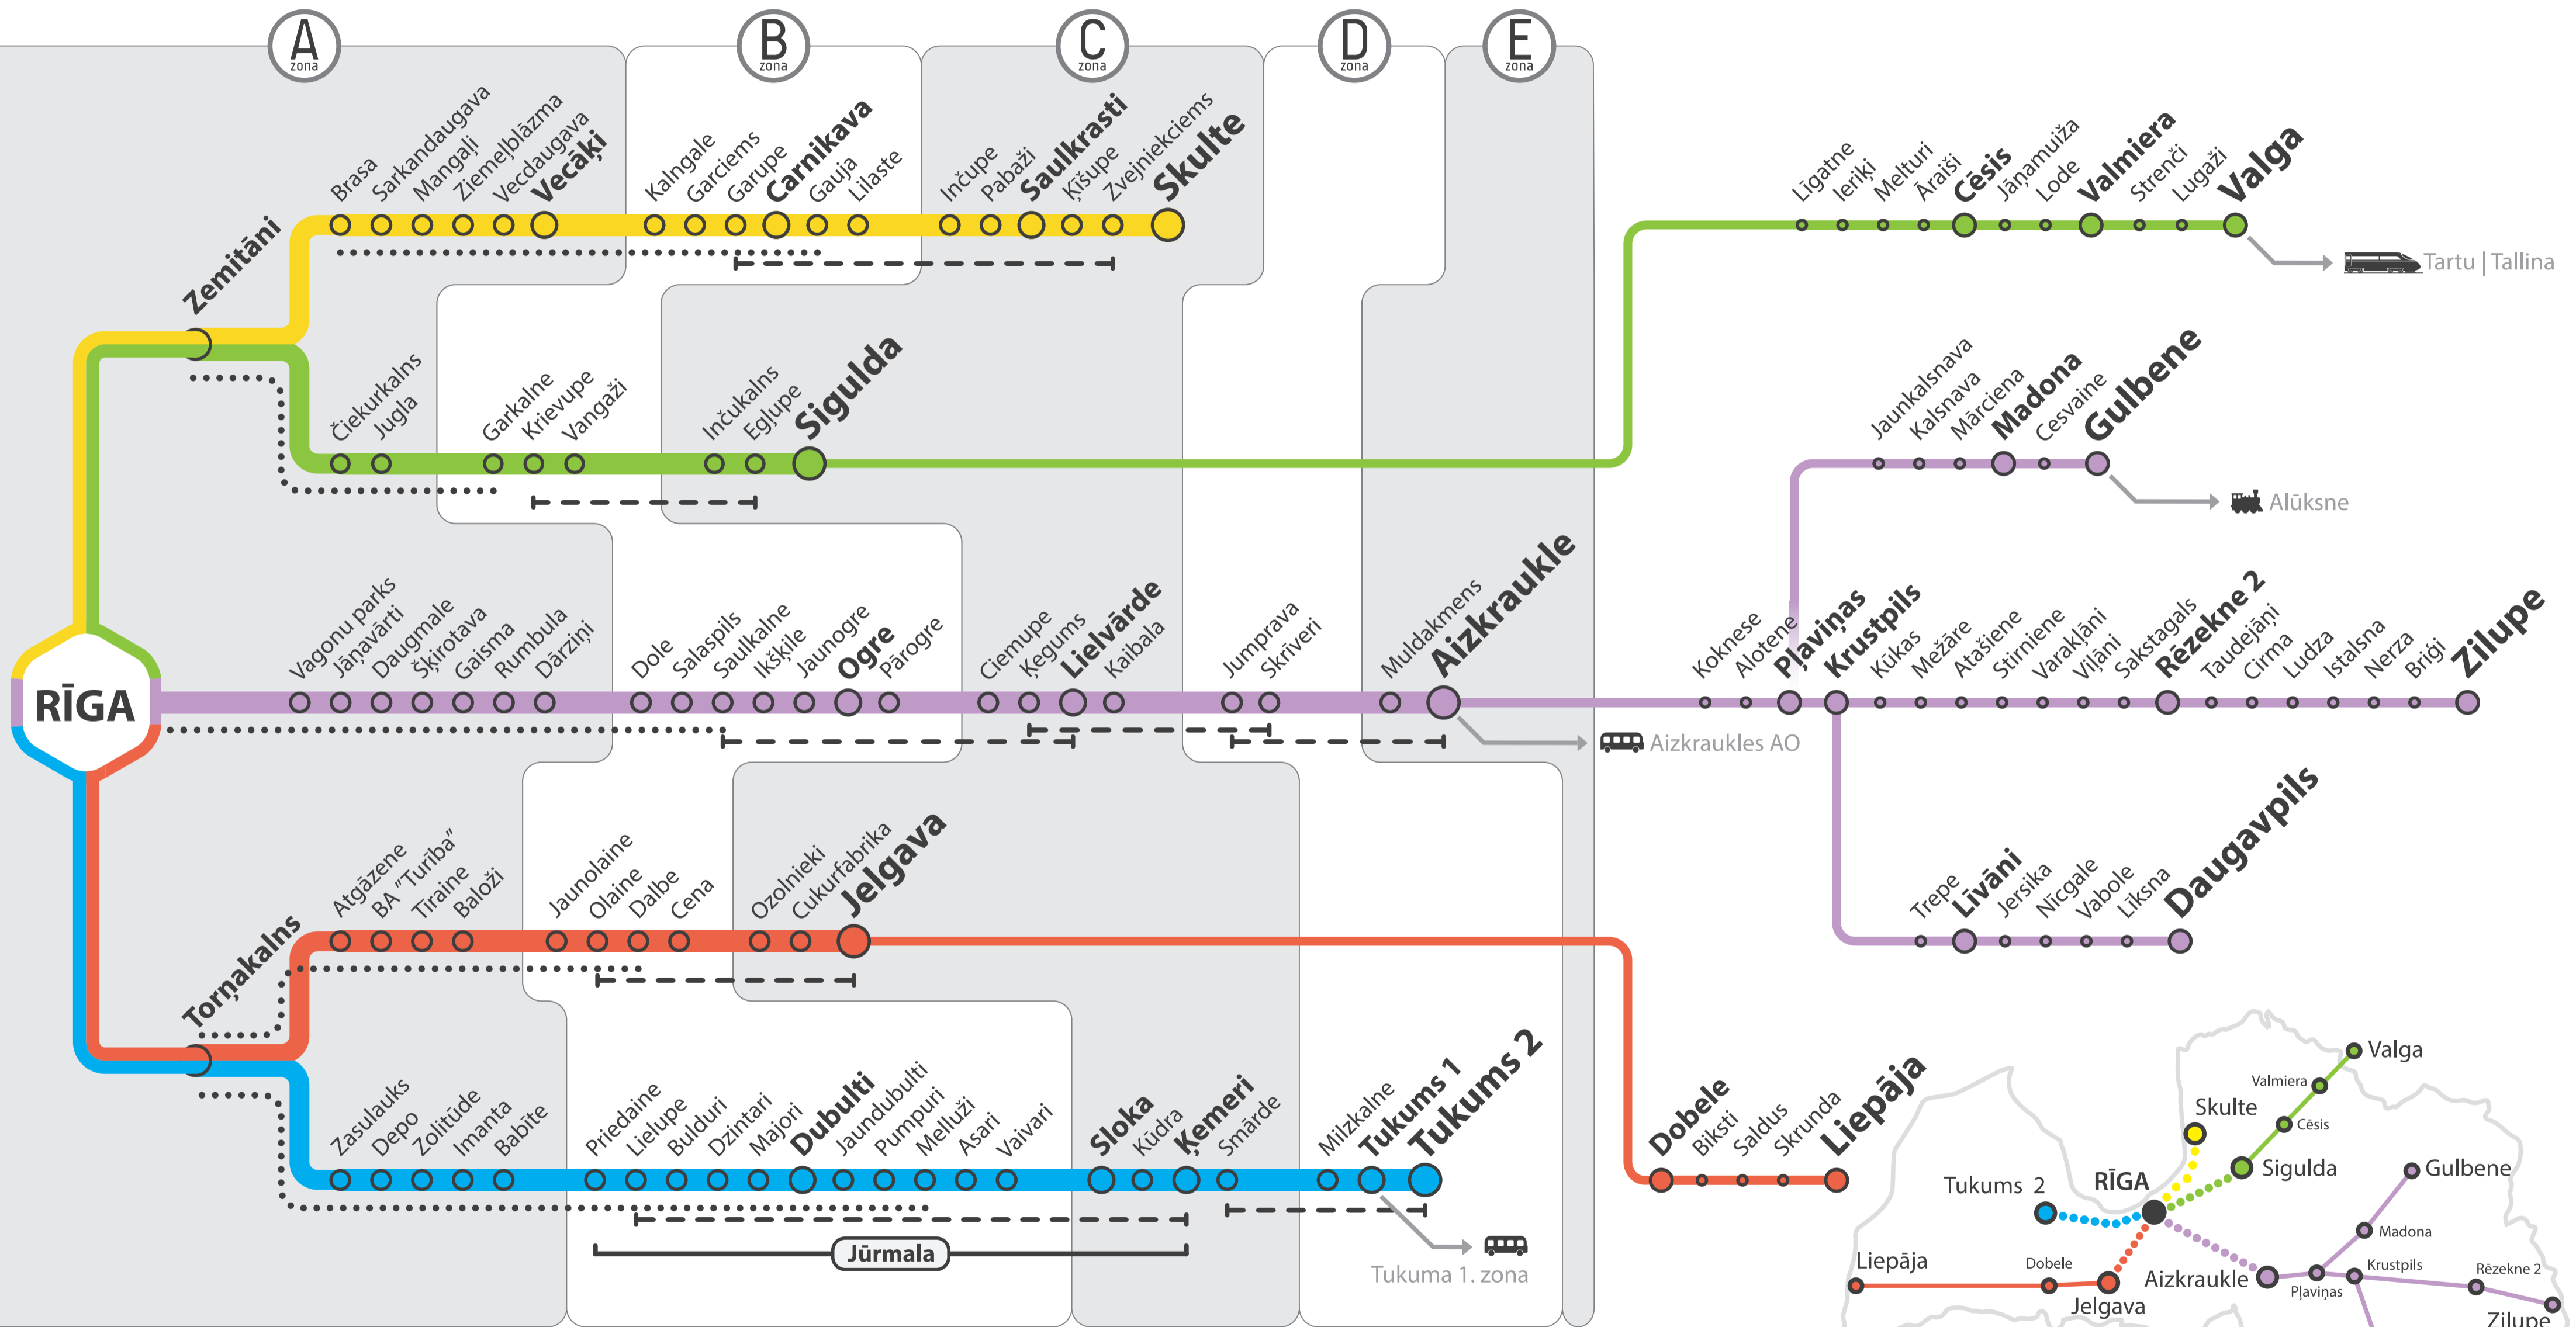 A
zona
B
zona
C
zona
D
zona
E
zona
Zemitāni
Brasa
Sarkandaugava
Mangaļi
Ziemeļblāzma
Vecdaugava
Vecāķi
Kalngale
Garciems
Garupe
Carnikava
Gauja
Lilaste
Inčupe
Pabaži
Saulkrasti
Ķīšupe
Zvejniekciems
Skulte
Līgatne
Ieriķi
Melturi
Āraiši
Cēsis
Jāņamuiža
Lode
Valmiera
Strenči
Lugaži
Valga
Tartu | Tallina
Čiekurkalns
Jugla
Garkalne
Krievupe
Vangaži
Inčukalns
Egļupe
Sigulda
Jaunkalsnava
Kalsnava
Mārciena
Madona
Cesvaine
Gulbene
Alūksne
RĪGA
Vagonu parks
Jāņavārti
Daugmale
Šķirotava
Gaisma
Rumbula
Dārziņi
Dole
Salaspils
Saulkalne
Ikšķile
Jaunogre
Ogre
Pārogre
Ciemupe
Ķegums
Lielvārde
Kaibala
Jumprava
Skrīveri
Muldakmens
Aizkraukle
Aizkraukles AO
Koknese
Alotene
Pļaviņas
Krustpils
Kūkas
Mežāre
Atašiene
Stirniene
Varakļāni
Viļāni
Sakstagals
Rēzekne 2
Taudejāņi
Cirma
Ludza
Istalsna
Nerza
Briģi
Zilupe
Trepe
Līvāni
Jersika
Nīcgale
Vabole
Līksna
Daugavpils
Torņakalns
Atgāzene
BA "Turība"
Tīraine
Baloži
Jaunolaine
Olaine
Dalbe
Cena
Ozolnieki
Cukurfabrika
Jelgava
Dobele
Biksti
Saldus
Skrunda
Liepāja
Zasulauks
Depo
Zolitūde
Imanta
Babīte
Priedaine
Lielupe
Bulduri
Dzintari
Majori
Dubulti
Jaundubulti
Pumpuri
Melluži
Asari
Vaivari
Sloka
Kūdra
Ķemeri
Smārde
Milzkalne
Tukums 1
Tukums 2
Jūrmala
Tukuma 1. zona
Valga
Valmiera
Skulte
Cēsis
Sigulda
Gulbene
RĪGA
Tukums 2
Madona
Liepāja
Dobele
Jelgava
Aizkraukle
Pļaviņas
Krustpils
Rēzekne 2
Zilupe